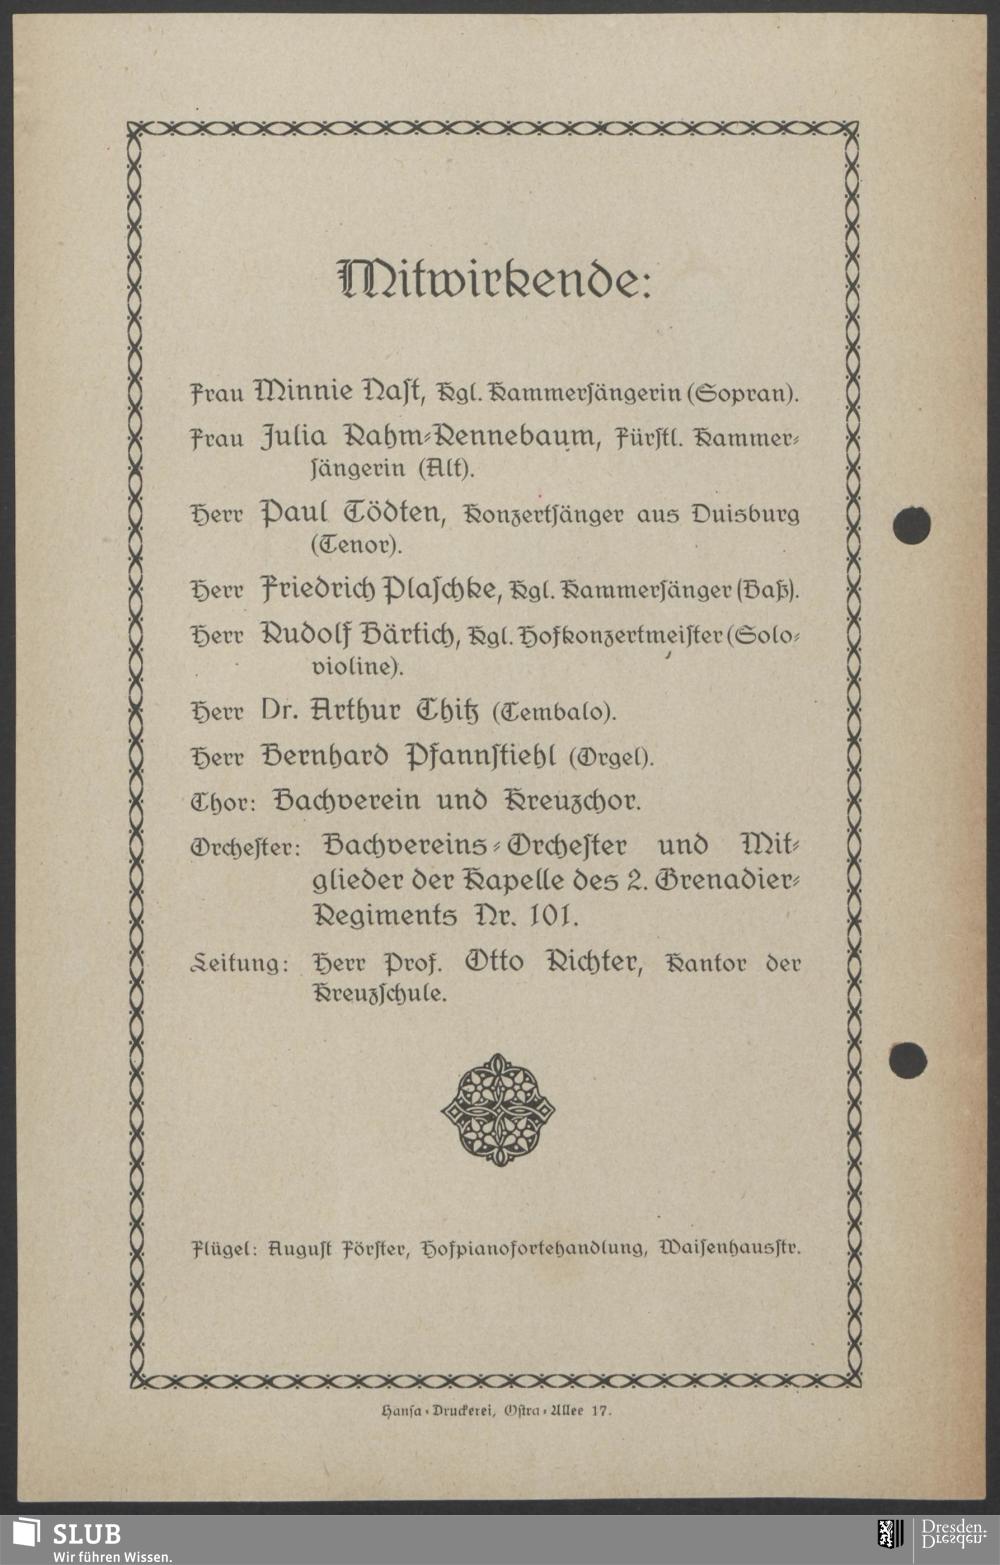 Mitwirkende:
Frau Minnie Nast, Kgl. Kammersängerin (Sopran).
Frau Julia Rahm-Rennebaum, Fürstl. Kammer-
sängerin (Alt).
Herr Paul Tödten, Konzertsänger aus Duisburg
(Tenor).
Herr Friedrich Plaschke, Kgl. Kammersänger (Baß).
Herr Rudolf Bärtich, Kgl. Hofkonzertmeister (Solo-
violine).
Herr Dr. Arthur Chitz (Cembalo).
Herr Bernhard Pfannstiehl (Orgel).
Chor: Bachverein und Kreuzchor.
Orchester: Bachvereins-Orchester und Mit-
glieder der Kapelle des 2. Grenadier-
Regiments Nr. 101.
Leitung: Herr Prof. Otto Richter, Kantor der
Kreuzschule.
Flügel: August Förster, Hofpianofortehandlung, Waisenhausstr.
Hansa-Druckerei, Ostra-Allee 17.
SLUB
Wir führen Wissen.
Dresden.
Dresden.